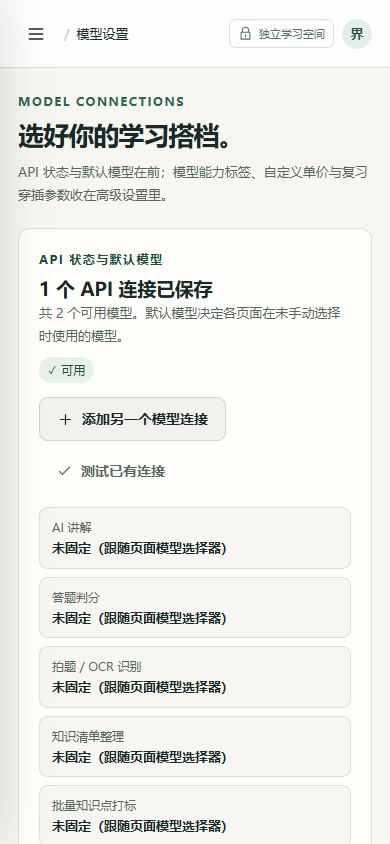 / 模型设置
独立学习空间
界
MODEL CONNECTIONS
选好你的学习搭档。
API 状态与默认模型在前；模型能力标签、自定义单价与复习
穿插参数收在高级设置里。
API 状态与默认模型
1 个 API 连接已保存
共 2 个可用模型。默认模型决定各页面在未手动选择
时使用的模型。
✓ 可用
+ 添加另一个模型连接
✓ 测试已有连接
AI 讲解
未固定（跟随页面模型选择器）
答题判分
未固定（跟随页面模型选择器）
拍题 / OCR 识别
未固定（跟随页面模型选择器）
知识清单整理
未固定（跟随页面模型选择器）
批量知识点打标
未固定（跟随页面模型选择器）